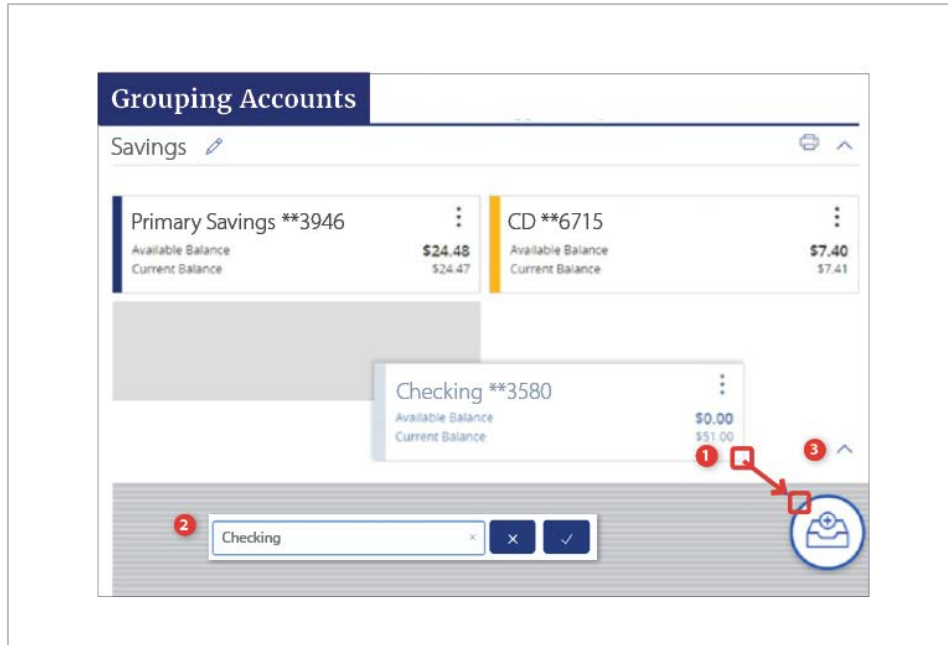 Grouping Accounts
Savings
Primary Savings **3946
Available Balance $24.48
Current Balance $24.47
CD **6715
Available Balance $7.40
Current Balance $7.41
Checking **3580
Available Balance $0.00
Current Balance $51.00
1
3
2
Checking